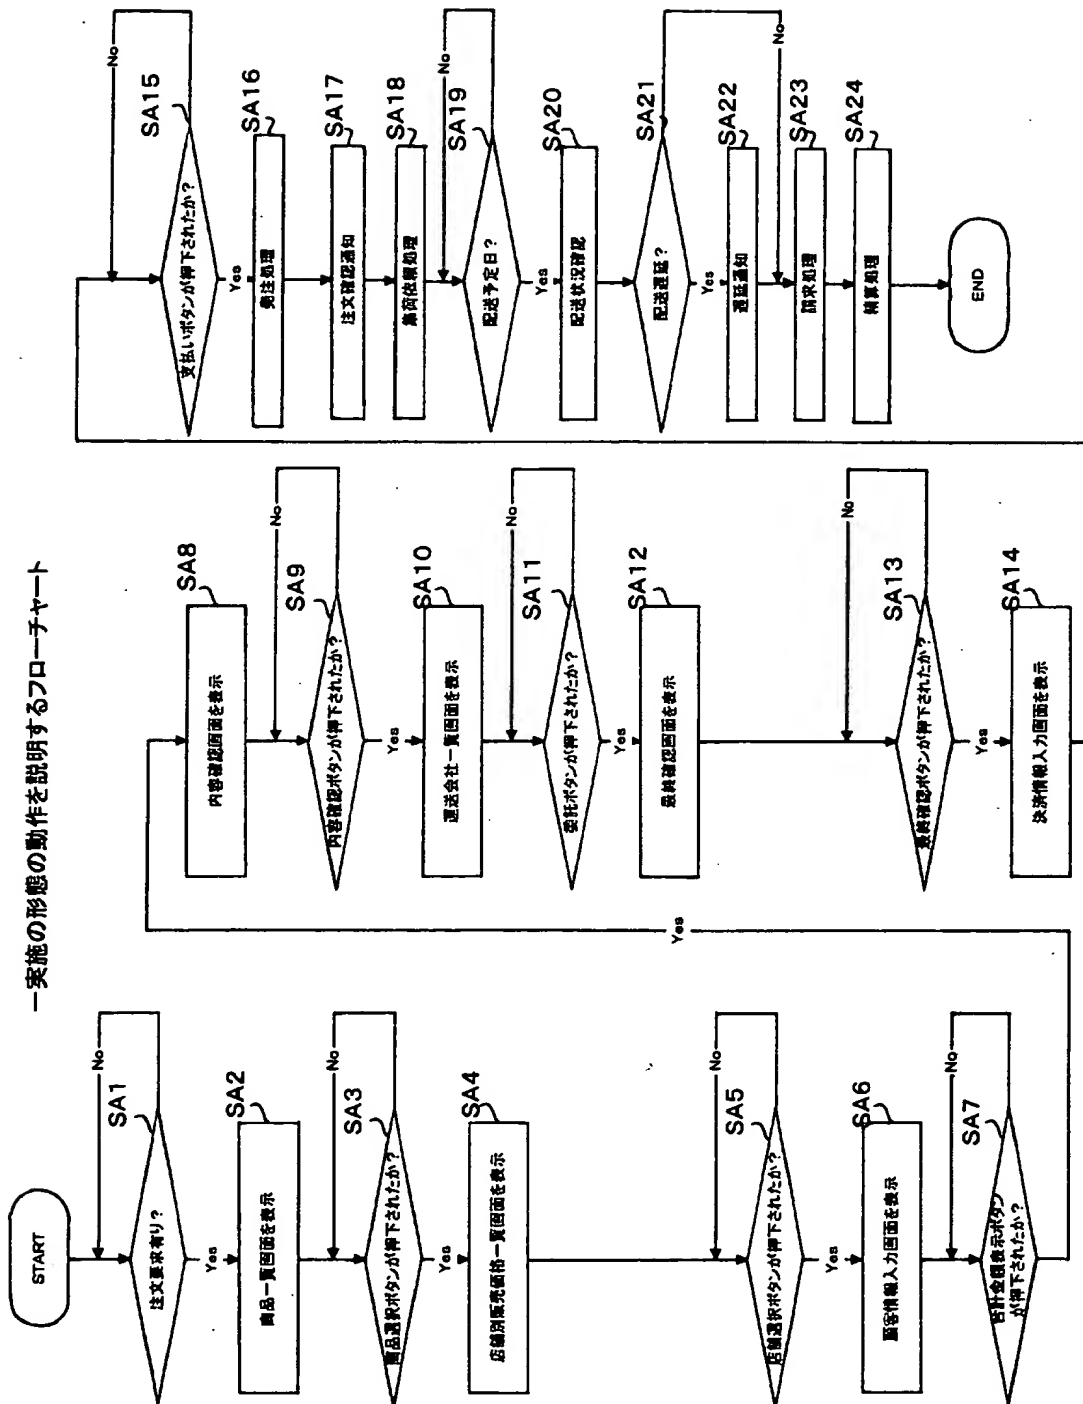 一実施の形態の動作を説明するフローチャート
START
SA1
注文要求有り？
No
Yes
SA2
商品一覧画面を表示
SA3
商品選択ボタンが押下されたか？
No
Yes
SA4
店舗別販売価格一覧画面を表示
SA5
店舗選択ボタンが押下されたか？
No
Yes
SA6
顧客情報入力画面を表示
SA7
合計金額表示ボタン
が押下されたか？
No
Yes
SA8
内容確認画面を表示
SA9
内容確認ボタンが押下されたか？
No
Yes
SA10
運送会社一覧画面を表示
SA11
委託ボタンが押下されたか？
No
Yes
SA12
最終確認画面を表示
SA13
最終確認ボタンが押下されたか？
No
Yes
SA14
決済情報入力画面を表示
SA15
支払いボタンが押下されたか？
No
Yes
SA16
発注処理
SA17
注文確認通知
SA18
集荷依頼処理
SA19
配送予定日？
No
Yes
SA20
配送状況確認
SA21
配送遅延？
No
Yes
SA22
遅延通知
SA23
請求処理
SA24
精算処理
END